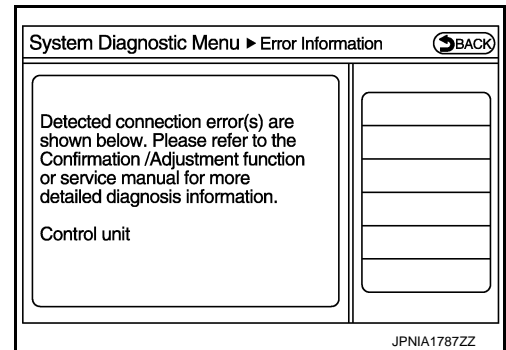 System Diagnostic Menu ▶ Error Information
BACK
Detected connection error(s) are
shown below. Please refer to the
Confirmation /Adjustment function
or service manual for more
detailed diagnosis information.
Control unit
JPNIA1787ZZ